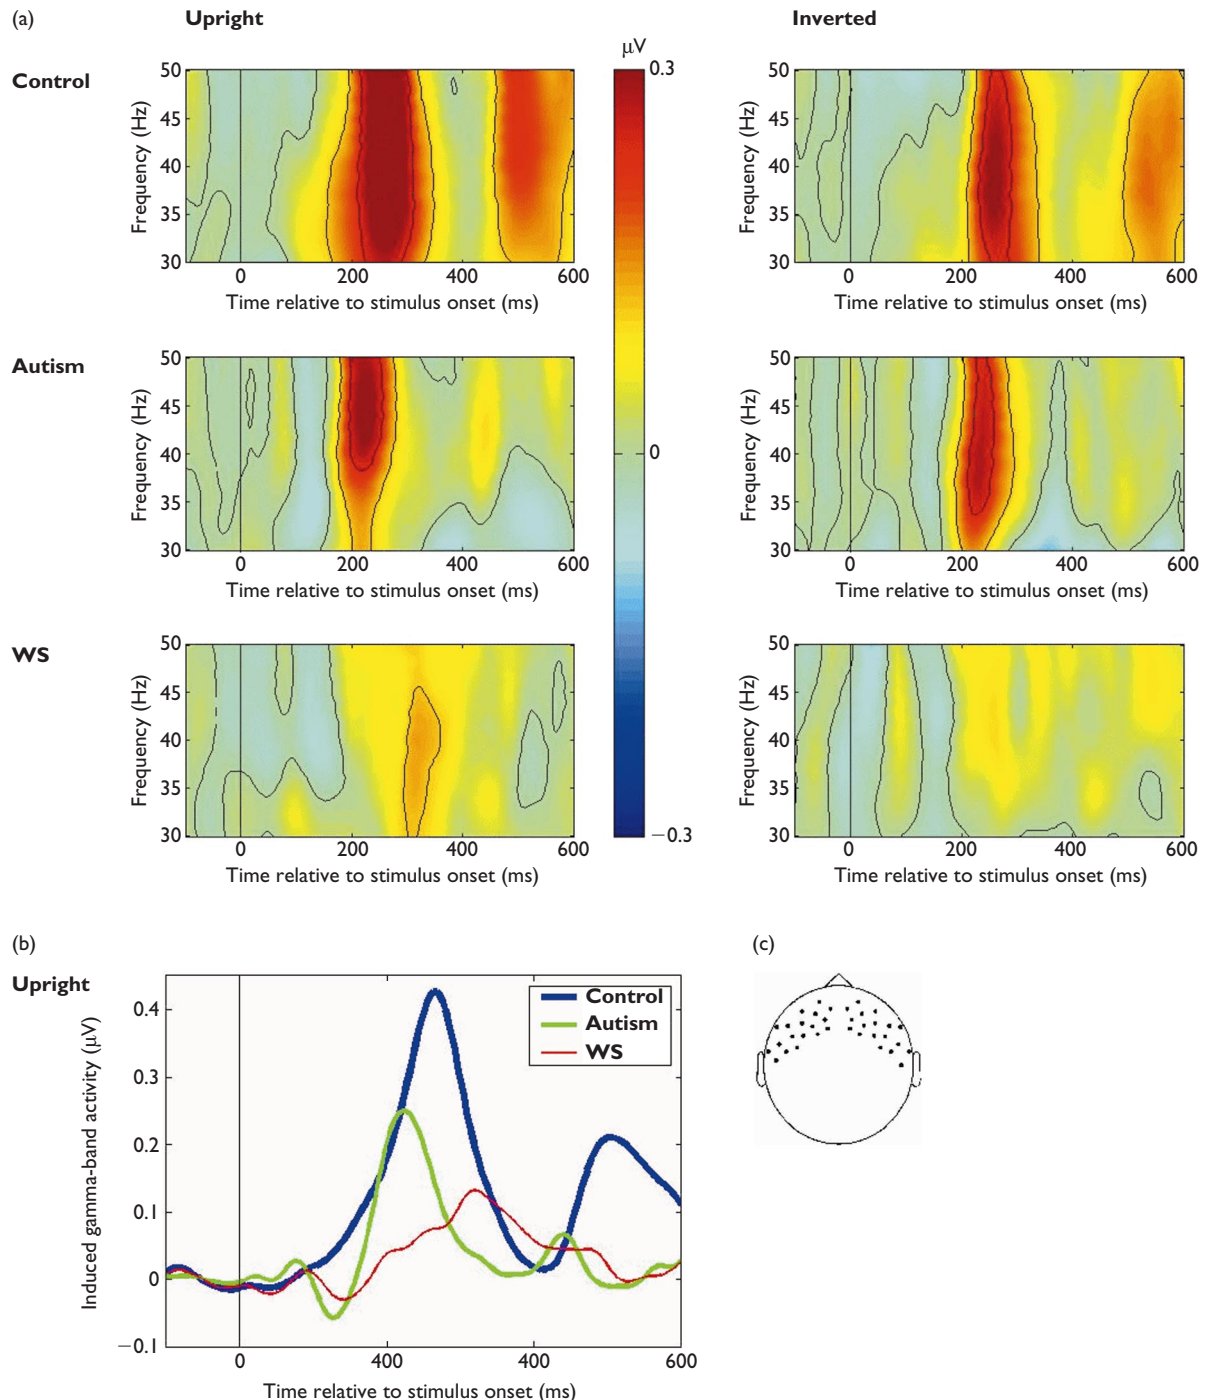 (a)
Upright
Inverted
μV
Control
50
45
40
35
30
Frequency (Hz)
0
200
400
600
Time relative to stimulus onset (ms)
0.3
0
−0.3
50
45
40
35
30
Frequency (Hz)
0
200
400
600
Time relative to stimulus onset (ms)
Autism
50
45
40
35
30
Frequency (Hz)
0
200
400
600
Time relative to stimulus onset (ms)
50
45
40
35
30
Frequency (Hz)
0
200
400
600
Time relative to stimulus onset (ms)
WS
50
45
40
35
30
Frequency (Hz)
0
200
400
600
Time relative to stimulus onset (ms)
50
45
40
35
30
Frequency (Hz)
0
200
400
600
Time relative to stimulus onset (ms)
(b)
Upright
Induced gamma-band activity (μV)
0.4
0.3
0.2
0.1
0
−0.1
Control
Autism
WS
0
400
400
600
Time relative to stimulus onset (ms)
(c)